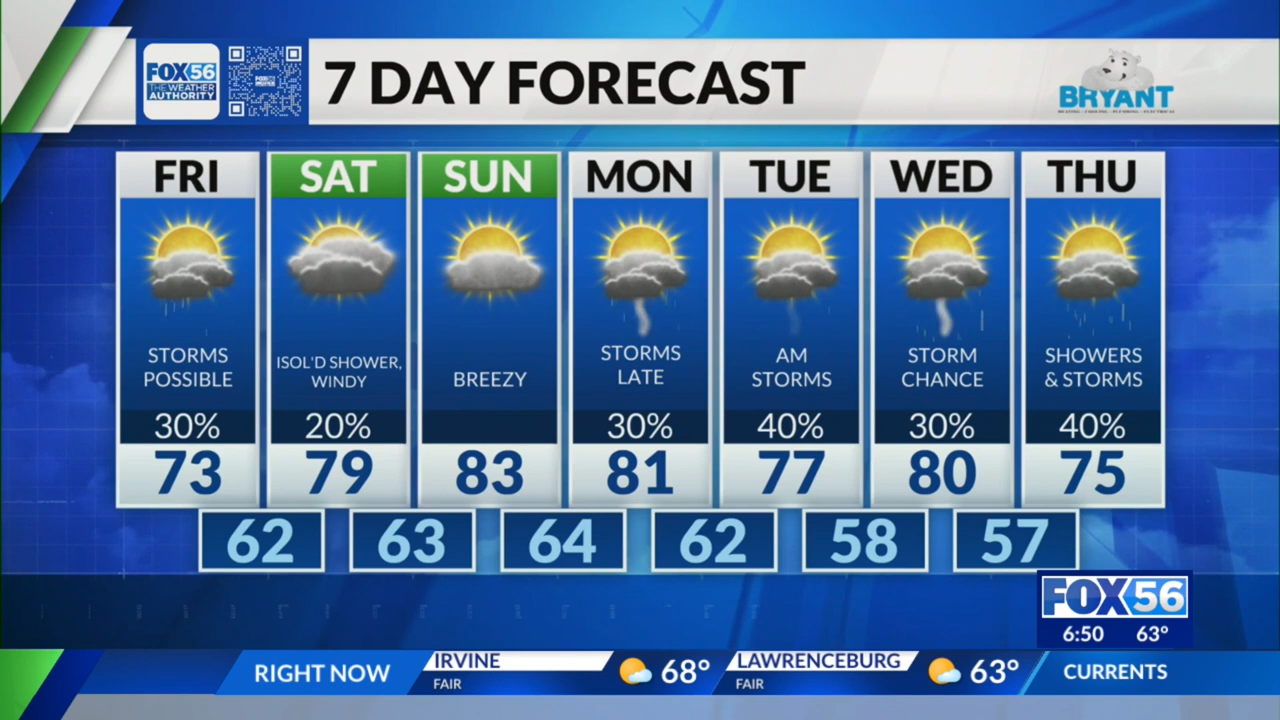 FOX56
THE WEATHER
AUTHORITY
7 DAY FORECAST
BRYANT
FRI
STORMS
POSSIBLE
30%
73
SAT
ISOL'D SHOWER,
WINDY
20%
79
SUN
BREEZY
83
MON
STORMS
LATE
30%
81
TUE
AM
STORMS
40%
77
WED
STORM
CHANCE
30%
80
THU
SHOWERS
& STORMS
40%
75
62
63
64
62
58
57
FOX56
6:50 63°
RIGHT NOW
IRVINE
FAIR
68°
LAWRENCEBURG
FAIR
63°
CURRENTS